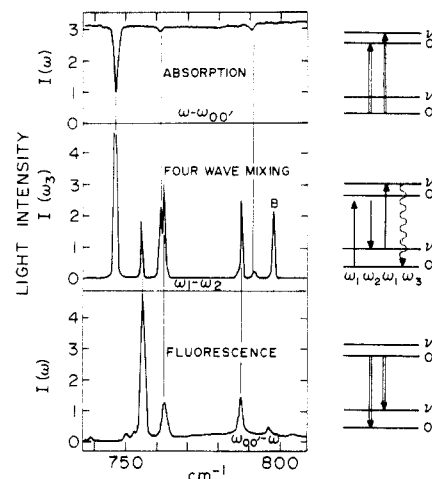 LIGHT INTENSITY
I (ω)
3
2
1
0
ABSORPTION
ω-ω00'
I (ω3)
4
3
2
1
0
FOUR WAVE MIXING
B
ω1-ω2
I (ω)
4
3
2
1
0
FLUORESCENCE
ω00'-ω
750
800
cm-1
ν
0
ν
0
ν
0
ν
0
ω1 ω2 ω1 ω3
ν
0
ν
0